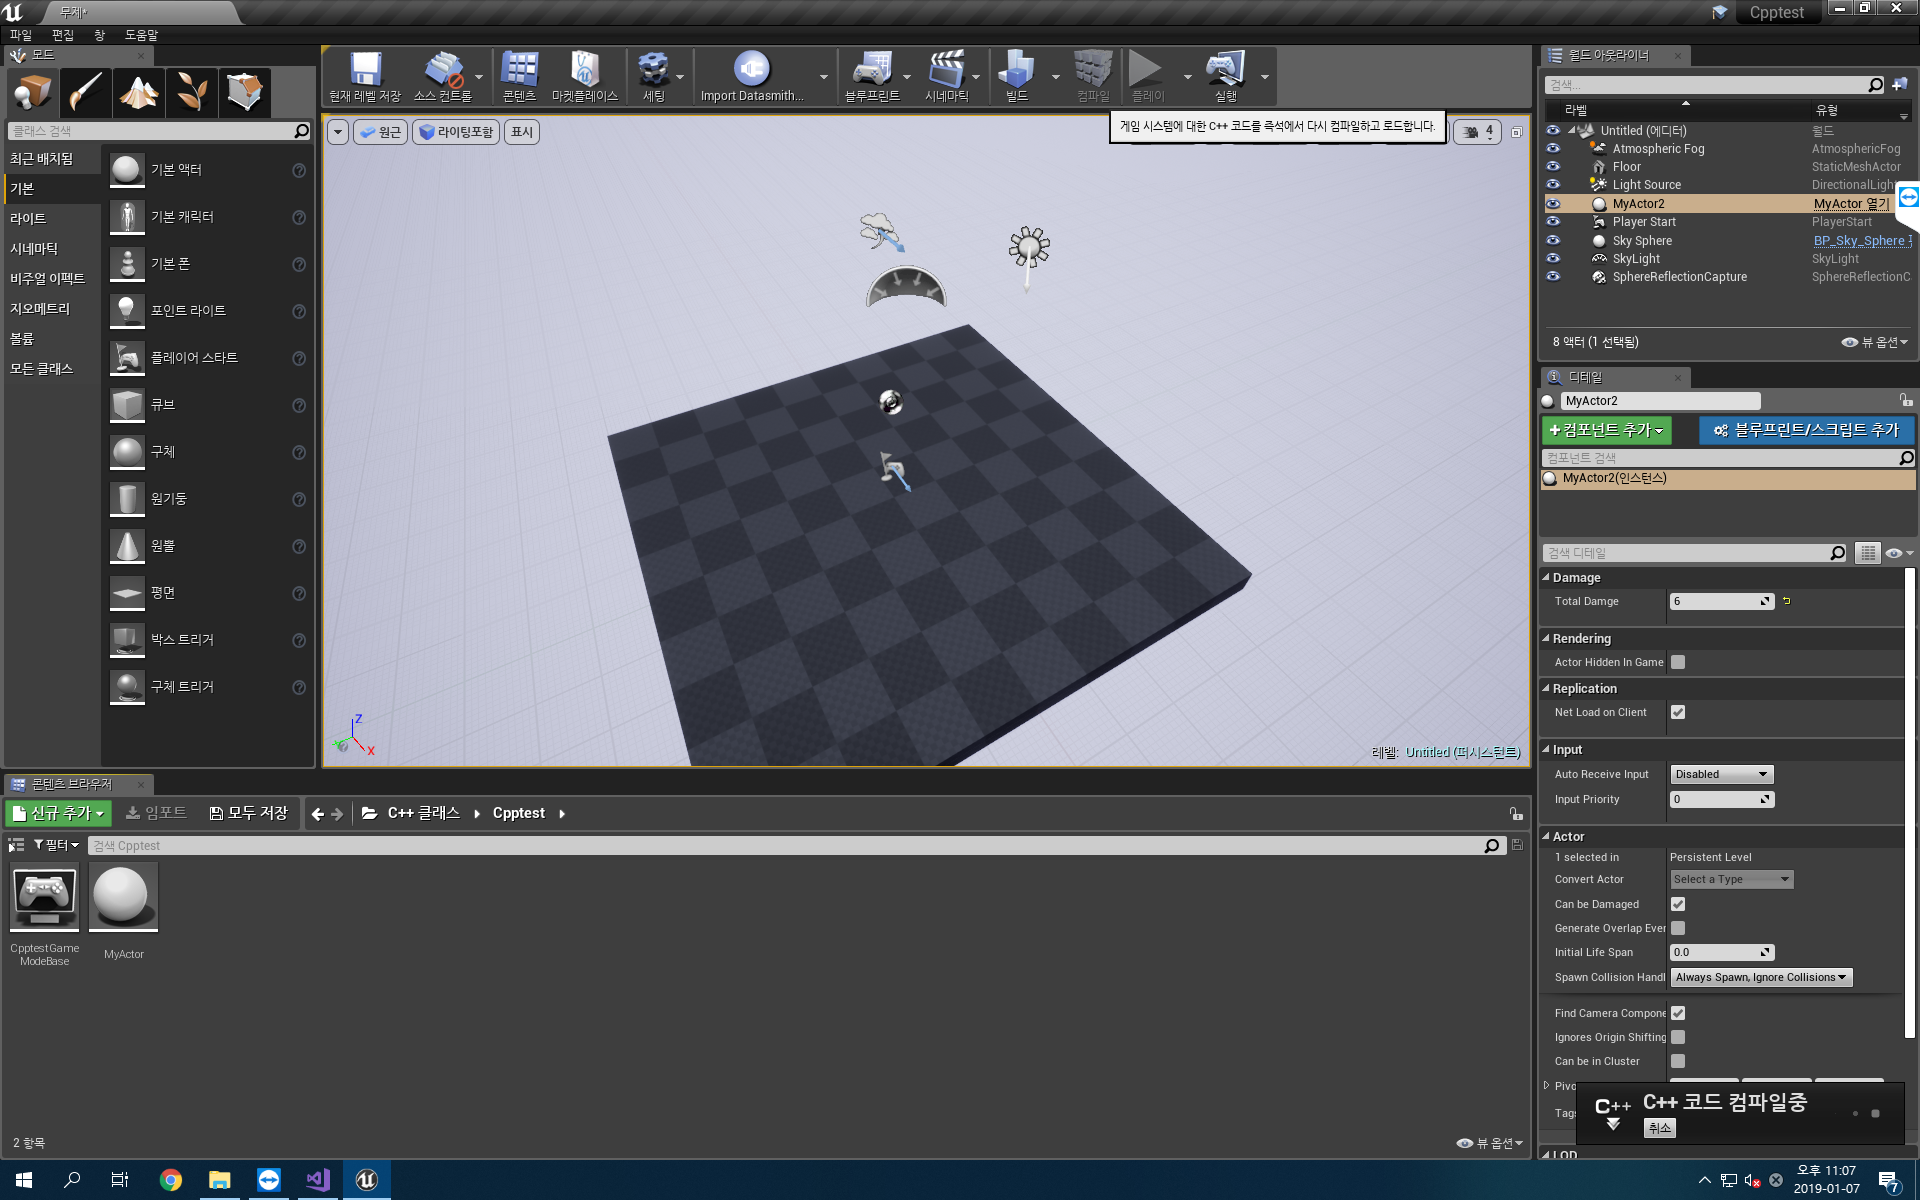 무제*
Cpptest
파일 편집 창 도움말
모드
현재 레벨 저장
소스 컨트롤
콘텐츠
마켓플레이스
세팅
Import Datasmith...
블루프린트
시네마틱
빌드
컴파일
플레이
실행
게임 시스템에 대한 C++ 코드를 즉석에서 다시 컴파일하고 로드합니다.
클래스 검색
최근 배치됨
기본
라이트
시네마틱
비주얼 이펙트
지오메트리
볼륨
모든 클래스
기본 액터
기본 캐릭터
기본 폰
포인트 라이트
플레이어 스타트
큐브
구체
원기둥
원뿔
평면
박스 트리거
구체 트리거
원근
라이팅포함
표시
4
Z
X
레벨: Untitled (퍼시스턴트)
월드 아웃라이너
검색...
라벨 유형
Untitled (에디터) 월드
Atmospheric Fog AtmosphericFog
Floor StaticMeshActor
Light Source DirectionalLight
MyActor2 MyActor 열기
Player Start PlayerStart
Sky Sphere BP_Sky_Sphere
SkyLight SkyLight
SphereReflectionCapture SphereReflectionC
8 액터 (1 선택됨)
뷰 옵션
디테일
MyActor2
+컴포넌트 추가
블루프린트/스크립트 추가
컴포넌트 검색
MyActor2(인스턴스)
검색 디테일
Damage
Total Damge 6
Rendering
Actor Hidden In Game
Replication
Net Load on Client
Input
Auto Receive Input Disabled
Input Priority 0
Actor
1 selected in Persistent Level
Convert Actor Select a Type
Can be Damaged
Generate Overlap Ever
Initial Life Span 0.0
Spawn Collision Handl Always Spawn, Ignore Collisions
Find Camera Compone
Ignores Origin Shifting
Can be in Cluster
Pivo
Tags
LOD
C++
C++ 코드 컴파일중
취소
콘텐츠 브라우저
신규 추가
임포트
모두 저장
C++ 클래스
Cpptest
필터
검색 Cpptest
CpptestGame
ModeBase
MyActor
2 항목
뷰 옵션
오후 11:07
2019-01-07
7